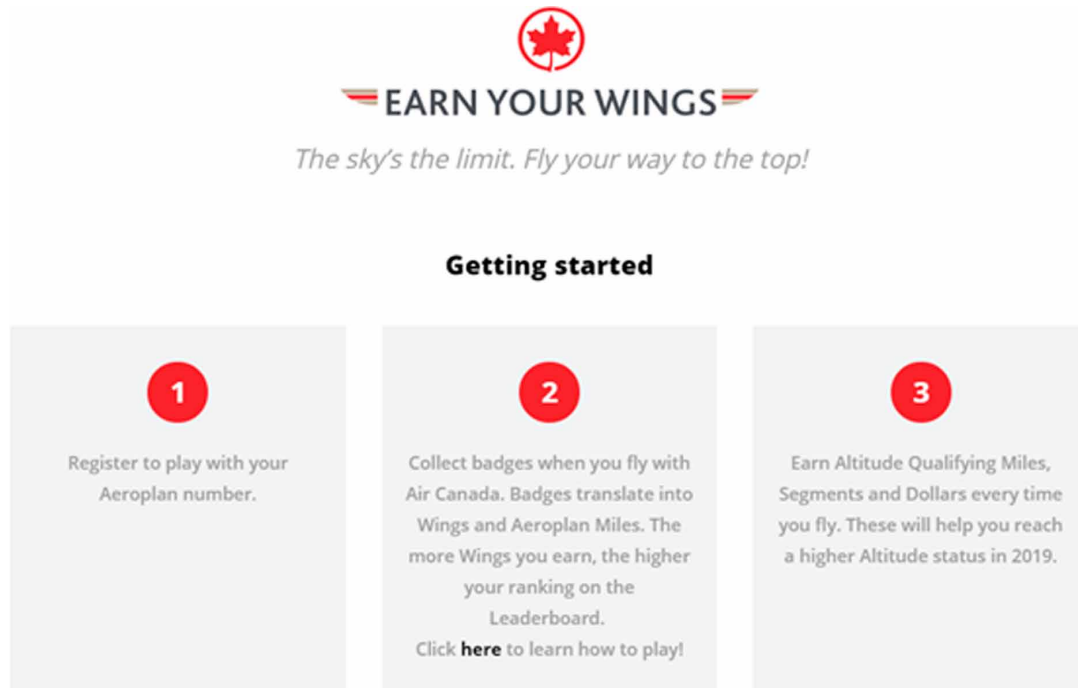 EARN YOUR WINGS
The sky's the limit. Fly your way to the top!
Getting started
1
Register to play with your
Aeroplan number.
2
Collect badges when you fly with
Air Canada. Badges translate into
Wings and Aeroplan Miles. The
more Wings you earn, the higher
your ranking on the
Leaderboard.
Click here to learn how to play!
3
Earn Altitude Qualifying Miles,
Segments and Dollars every time
you fly. These will help you reach
a higher Altitude status in 2019.